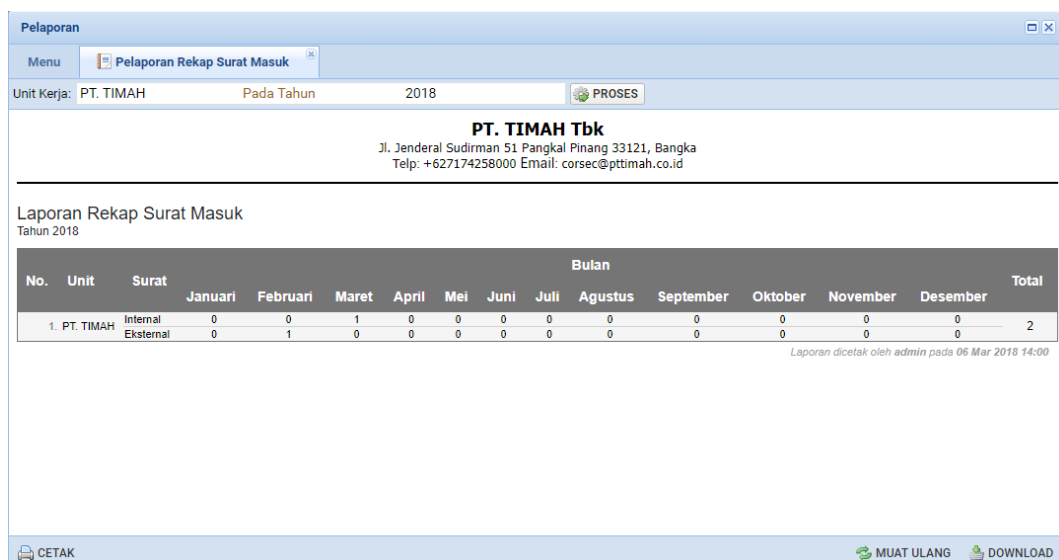 Pelaporan
Menu Pelaporan Rekap Surat Masuk
Unit Kerja: PT. TIMAH Pada Tahun 2018 PROSES
PT. TIMAH Tbk
Jl. Jenderal Sudirman 51 Pangkal Pinang 33121, Bangka
Telp: +627174258000 Email: corsec@pttimah.co.id
Laporan Rekap Surat Masuk
Tahun 2018
No. Unit Surat Bulan Total
Januari Februari Maret April Mei Juni Juli Agustus September Oktober November Desember
1. PT. TIMAH Internal 0 0 1 0 0 0 0 0 0 0 0 0 2
Eksternal 0 1 0 0 0 0 0 0 0 0 0 0
Laporan dicetak oleh admin pada 06 Mar 2018 14:00
CETAK MUAT ULANG DOWNLOAD